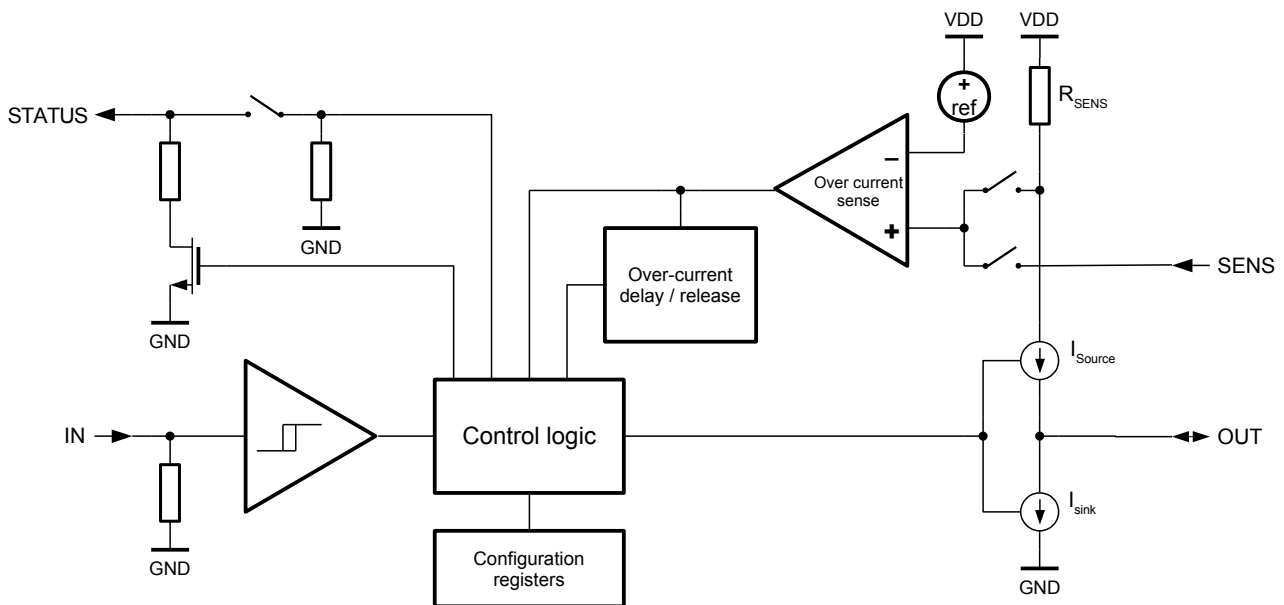 VDD
VDD
+
ref
R_SENS
STATUS
−
Over current
sense
+
GND
Over-current
delay / release
SENS
GND
I_Source
IN
Control logic
OUT
I_sink
Configuration
registers
GND
GND